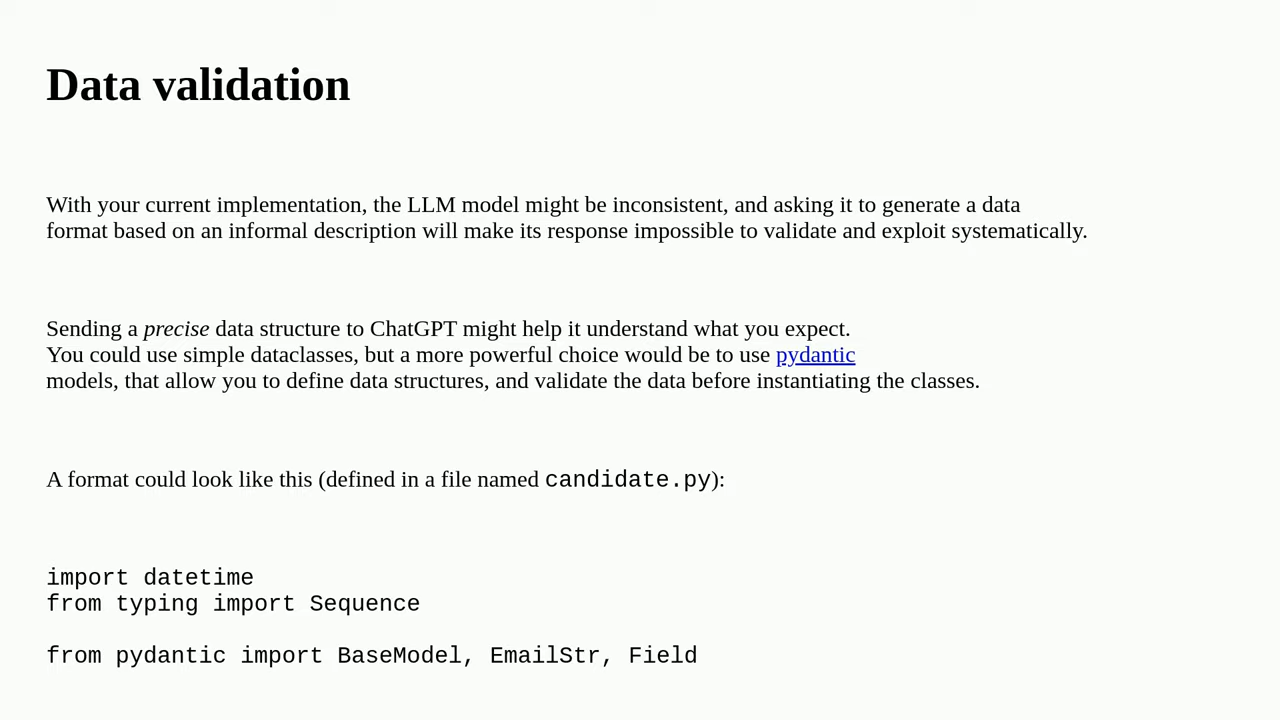 Data validation
With your current implementation, the LLM model might be inconsistent, and asking it to generate a data
format based on an informal description will make its response impossible to validate and exploit systematically.
Sending a precise data structure to ChatGPT might help it understand what you expect.
You could use simple dataclasses, but a more powerful choice would be to use pydantic
models, that allow you to define data structures, and validate the data before instantiating the classes.
A format could look like this (defined in a file named candidate.py):
import datetime
from typing import Sequence
from pydantic import BaseModel, EmailStr, Field